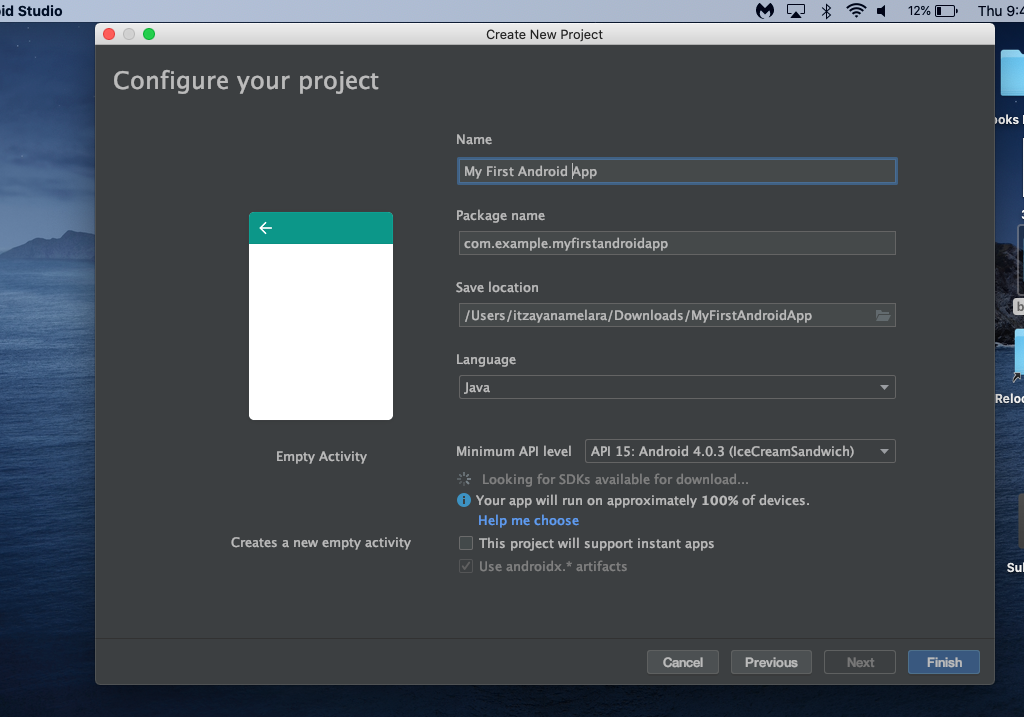 id Studio
12%
Thu 9:4
Create New Project
Configure your project
Name
My First Android App
Package name
com.example.myfirstandroidapp
Save location
/Users/itzayanamelara/Downloads/MyFirstAndroidApp
Language
Java
Empty Activity
Minimum API level
API 15: Android 4.0.3 (IceCreamSandwich)
Looking for SDKs available for download...
Your app will run on approximately 100% of devices.
Help me choose
Creates a new empty activity
This project will support instant apps
Use androidx.* artifacts
Cancel
Previous
Next
Finish
ooks
Reloc
Sul